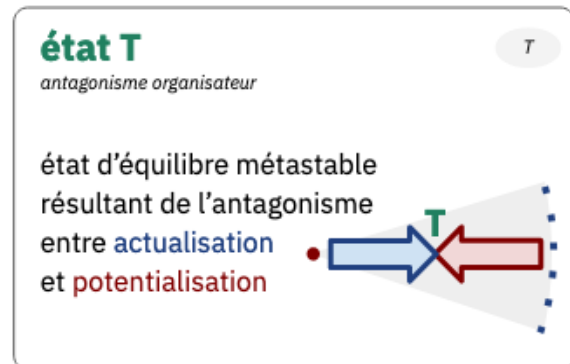 état T
T
antagonisme organisateur
état d’équilibre métastable
résultant de l’antagonisme
entre actualisation
et potentialisation
T